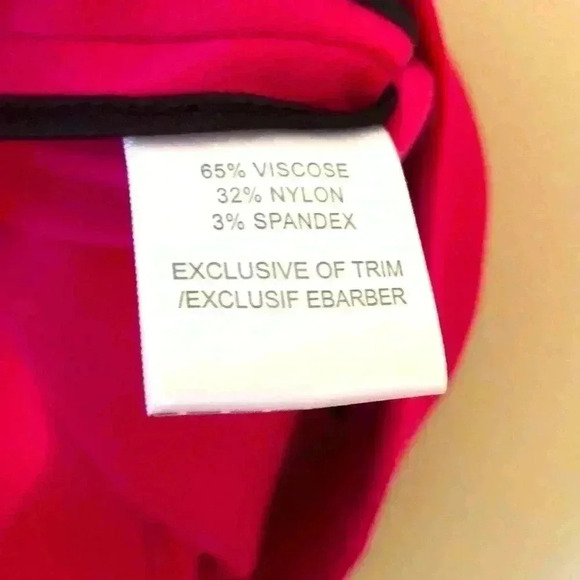 65% VISCOSE
32% NYLON
3% SPANDEX
EXCLUSIVE OF TRIM
/EXCLUSIF EBARBER